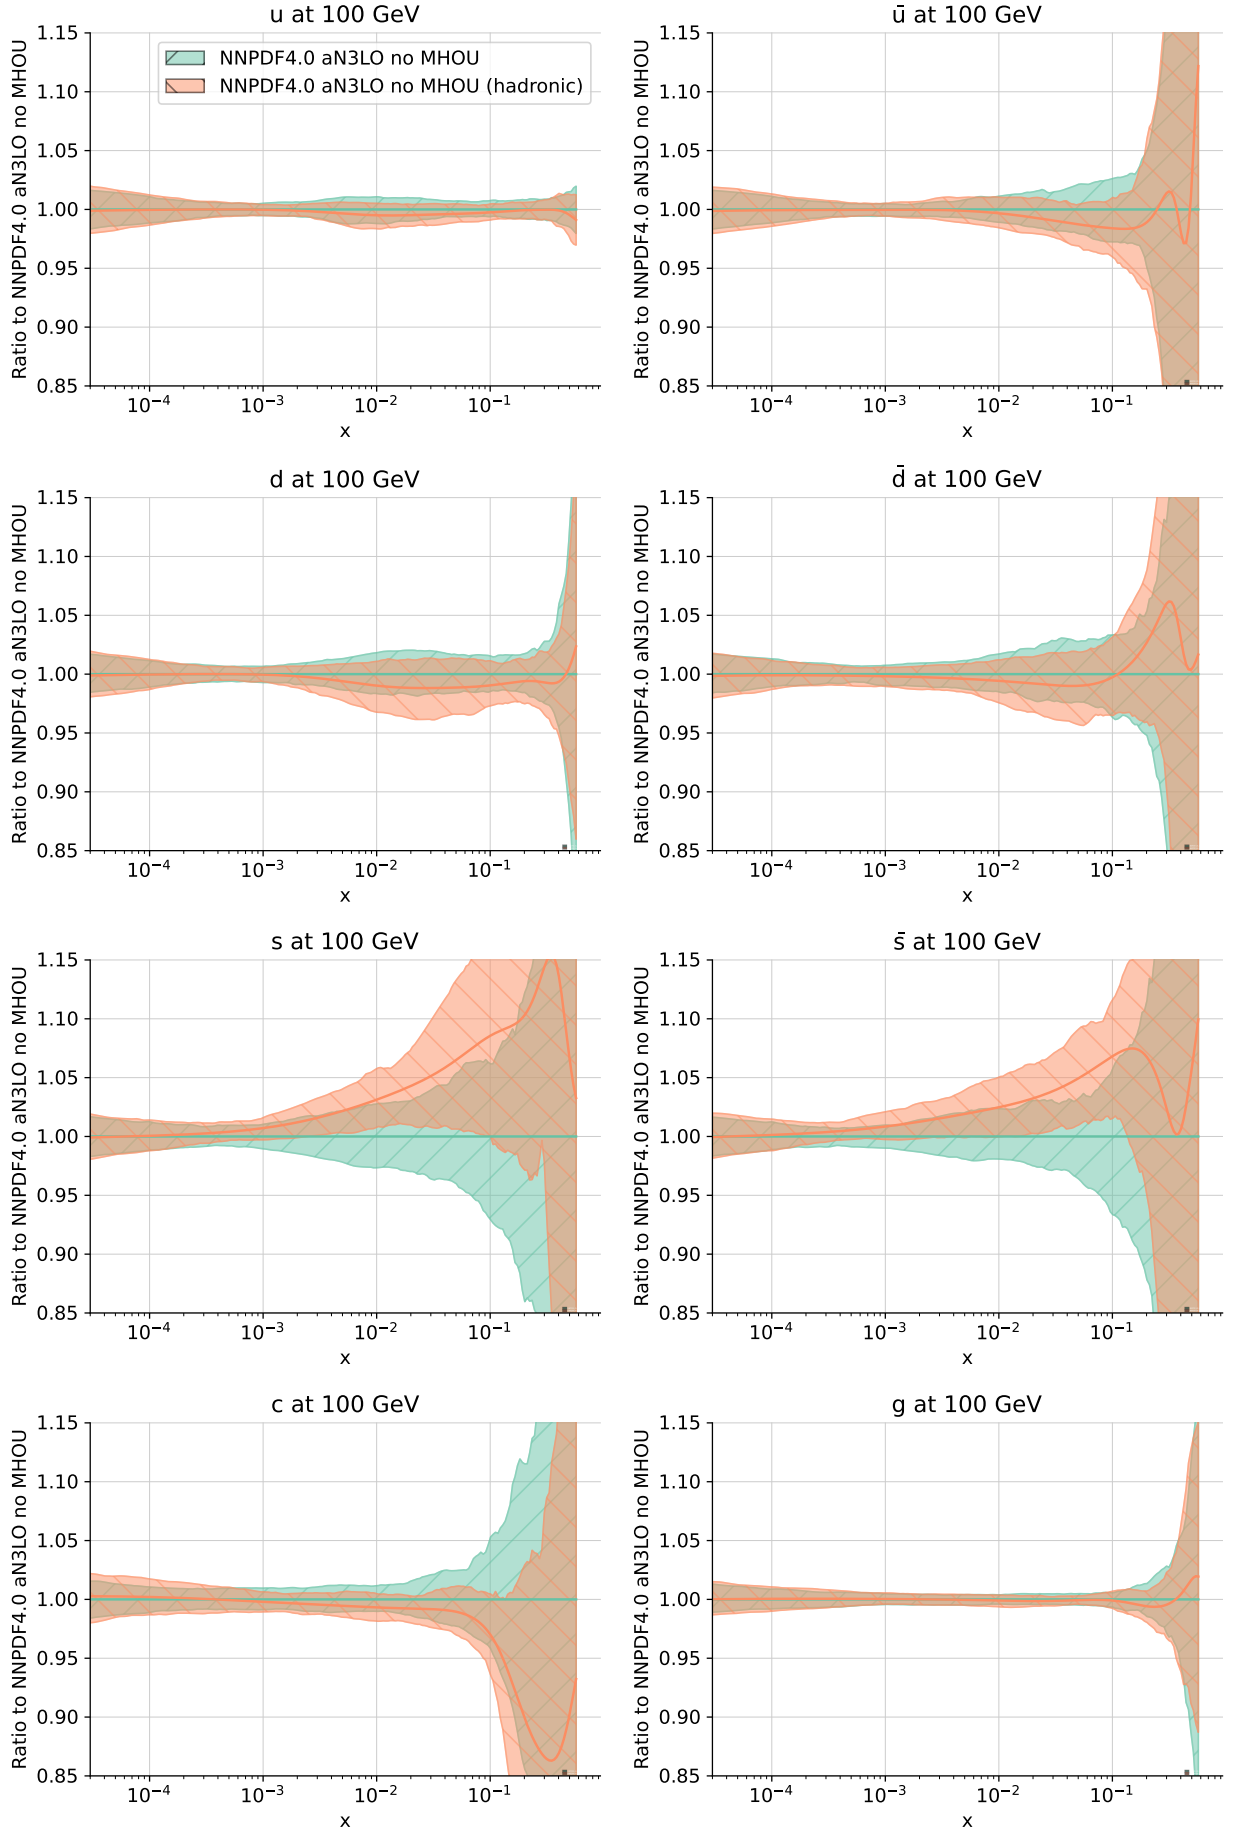 u at 100 GeV
Ratio to NNPDF4.0 aN3LO no MHOU
1.15
1.10
1.05
1.00
0.95
0.90
0.85
NNPDF4.0 aN3LO no MHOU
NNPDF4.0 aN3LO no MHOU (hadronic)
10⁻⁴ 10⁻³ 10⁻² 10⁻¹
x
ū at 100 GeV
Ratio to NNPDF4.0 aN3LO no MHOU
1.15
1.10
1.05
1.00
0.95
0.90
0.85
10⁻⁴ 10⁻³ 10⁻² 10⁻¹
x
d at 100 GeV
Ratio to NNPDF4.0 aN3LO no MHOU
1.15
1.10
1.05
1.00
0.95
0.90
0.85
10⁻⁴ 10⁻³ 10⁻² 10⁻¹
x
d̄ at 100 GeV
Ratio to NNPDF4.0 aN3LO no MHOU
1.15
1.10
1.05
1.00
0.95
0.90
0.85
10⁻⁴ 10⁻³ 10⁻² 10⁻¹
x
s at 100 GeV
Ratio to NNPDF4.0 aN3LO no MHOU
1.15
1.10
1.05
1.00
0.95
0.90
0.85
10⁻⁴ 10⁻³ 10⁻² 10⁻¹
x
s̄ at 100 GeV
Ratio to NNPDF4.0 aN3LO no MHOU
1.15
1.10
1.05
1.00
0.95
0.90
0.85
10⁻⁴ 10⁻³ 10⁻² 10⁻¹
x
c at 100 GeV
Ratio to NNPDF4.0 aN3LO no MHOU
1.15
1.10
1.05
1.00
0.95
0.90
0.85
10⁻⁴ 10⁻³ 10⁻² 10⁻¹
x
g at 100 GeV
Ratio to NNPDF4.0 aN3LO no MHOU
1.15
1.10
1.05
1.00
0.95
0.90
0.85
10⁻⁴ 10⁻³ 10⁻² 10⁻¹
x